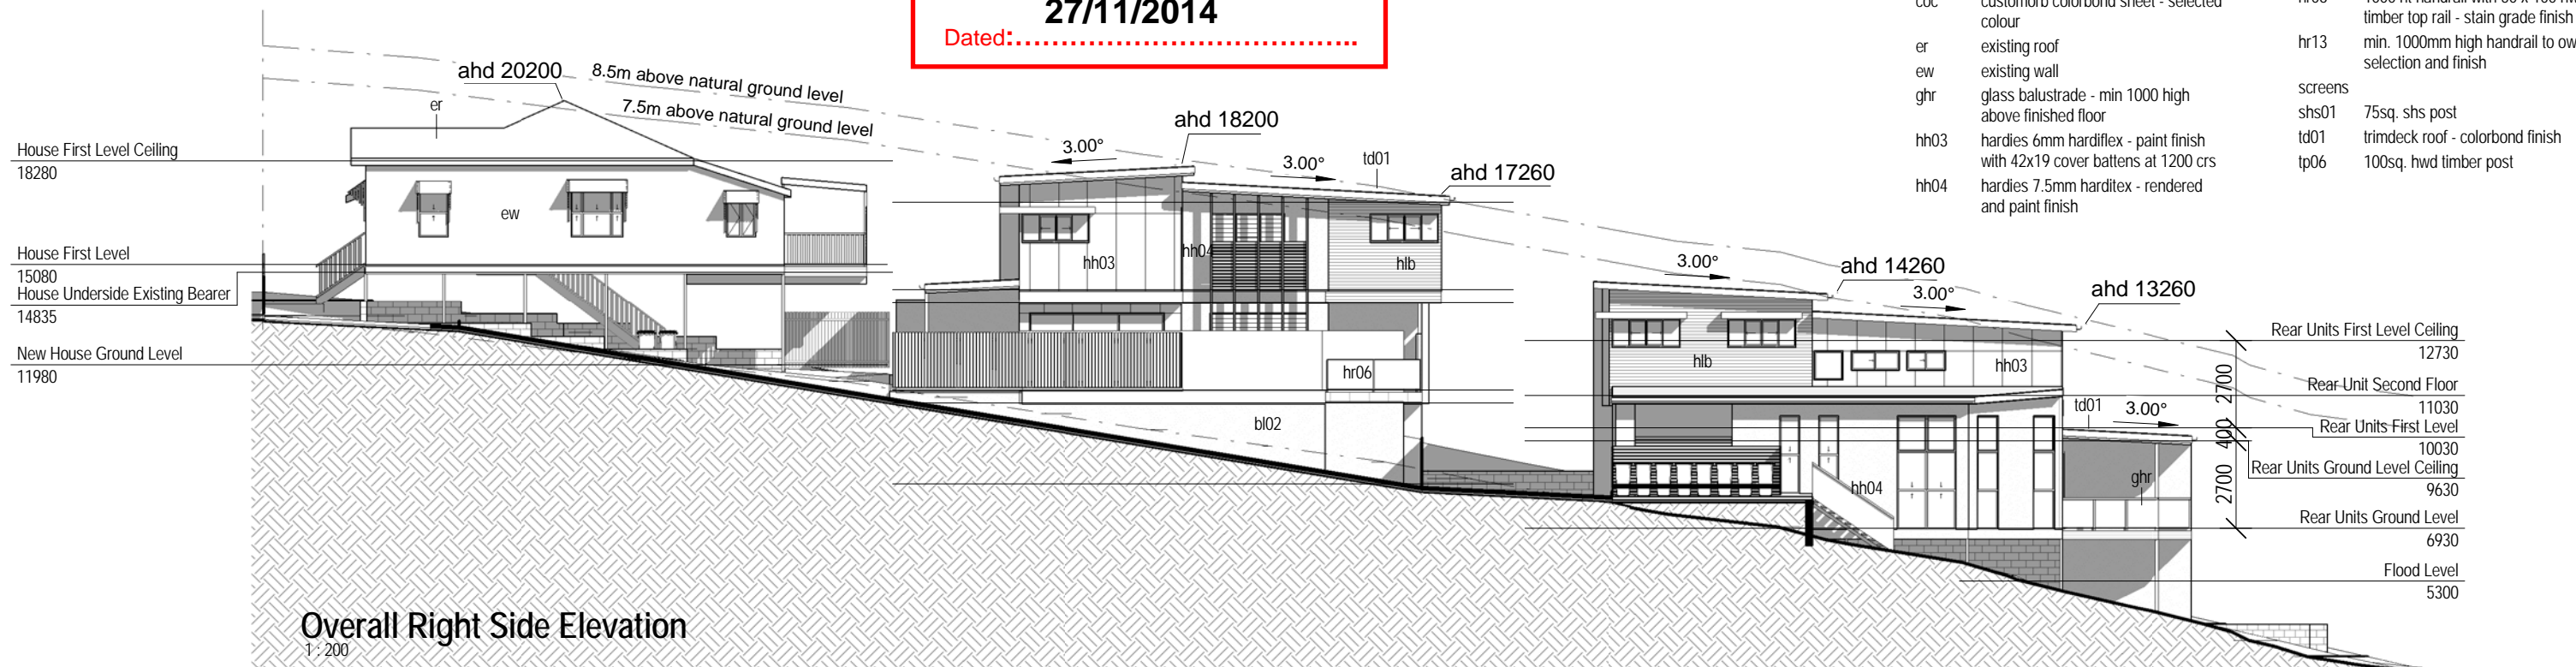 27/11/2014
Dated:........................................
coc customorb colorbond sheet - selected
colour
er existing roof
ew existing wall
ghr glass balustrade - min 1000 high
above finished floor
hh03 hardies 6mm hardiflex - paint finish
with 42x19 cover battens at 1200 crs
hh04 hardies 7.5mm harditex - rendered
and paint finish
timber top rail - stain grade finish
hr13 min. 1000mm high handrail to
selection and finish
screens
shs01 75sq. shs post
td01 trimdeck roof - colorbond finish
tp06 100sq. hwd timber post
ahd 20200
8.5m above natural ground level
7.5m above natural ground level
er
ew
House First Level Ceiling
18280
House First Level
15080
House Underside Existing Bearer
14835
New House Ground Level
11980
ahd 18200
3.00°
3.00°
td01
ahd 17260
hh03
hh04
hlb
hr06
bl02
3.00°
ahd 14260
3.00°
ahd 13260
hlb
hh03
hh04
td01
3.00°
ghr
2700
400
2700
Rear Units First Level Ceiling
12730
Rear Unit Second Floor
11030
Rear Units First Level
10030
Rear Units Ground Level Ceiling
9630
Rear Units Ground Level
6930
Flood Level
5300
Overall Right Side Elevation
1 : 200